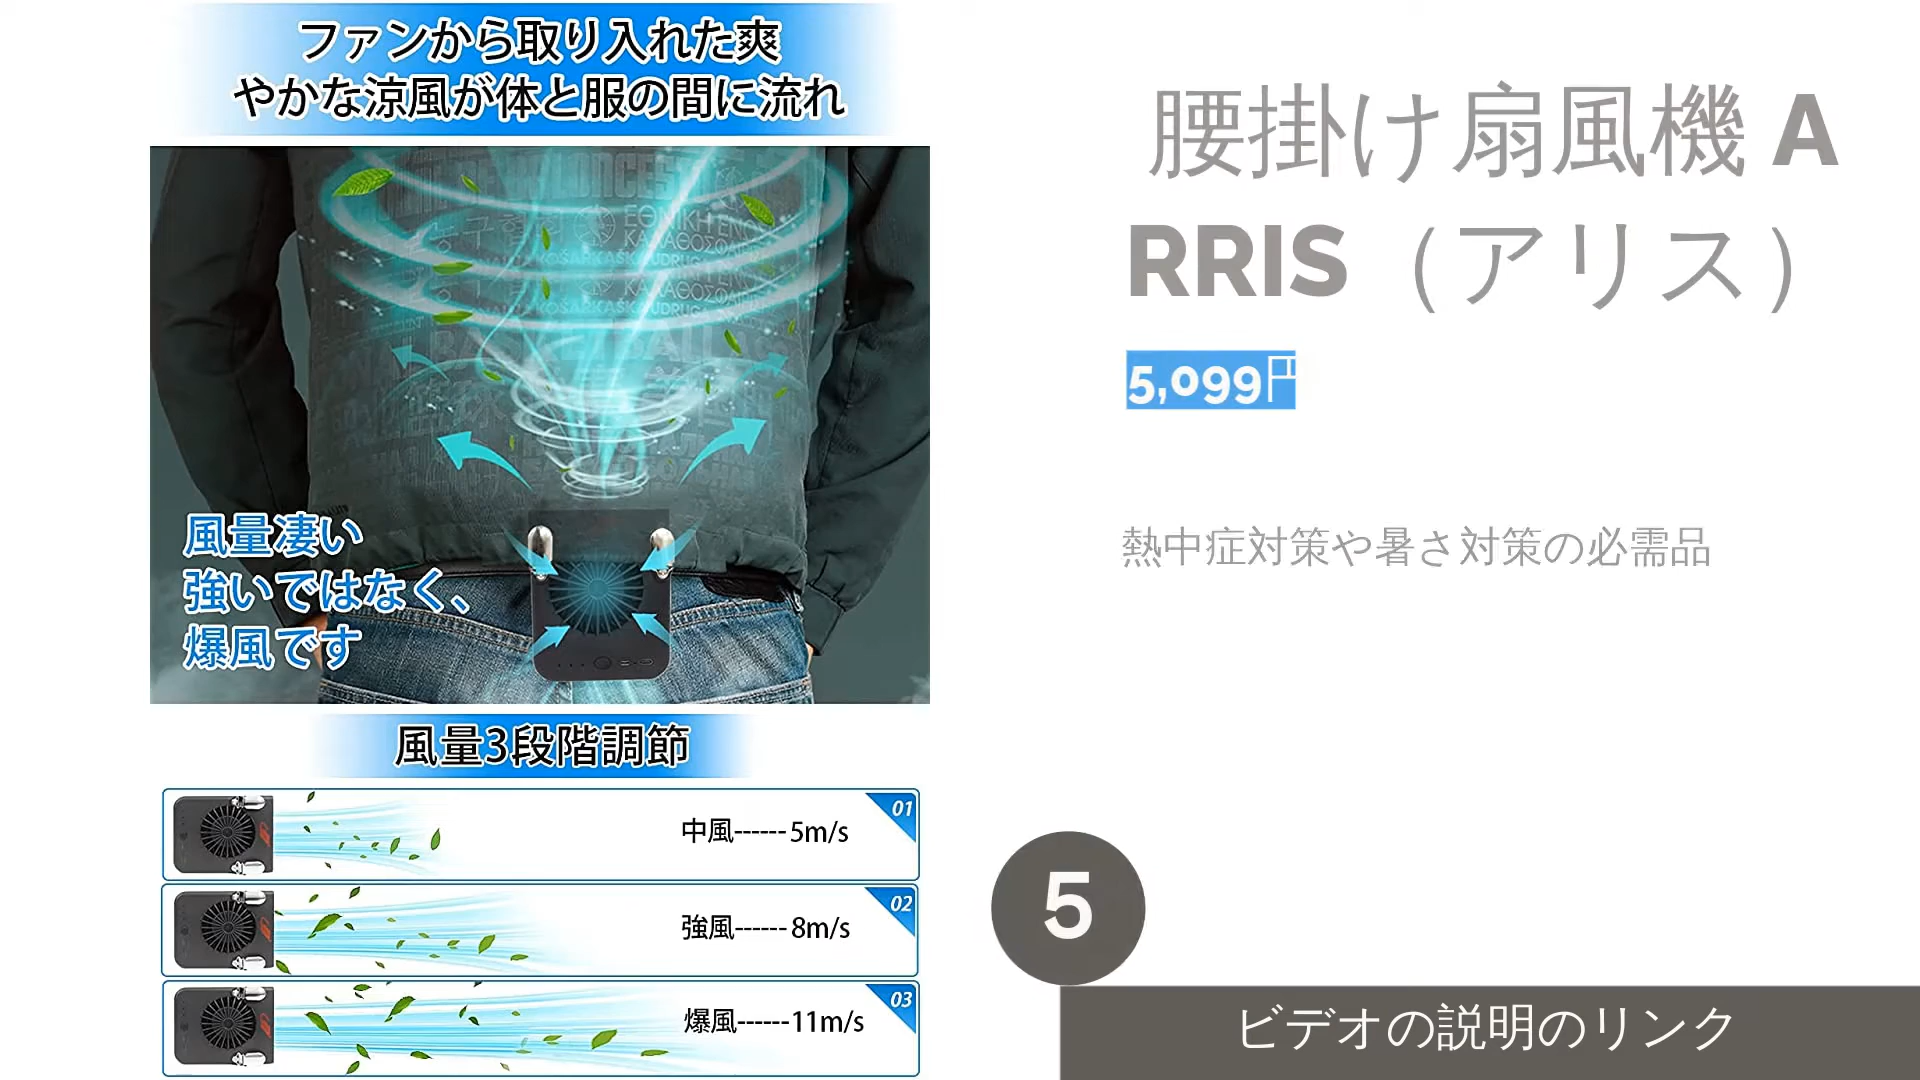 ファンから取り入れた爽
やかな涼風が体と服の間に流れ
風量凄い
強いではなく、
爆風です
風量3段階調節
01
中風------5m/s
02
強風------8m/s
03
爆風------11m/s
腰掛け扇風機 A
RRIS（アリス）
5,099円
熱中症対策や暑さ対策の必需品
5
ビデオの説明のリンク